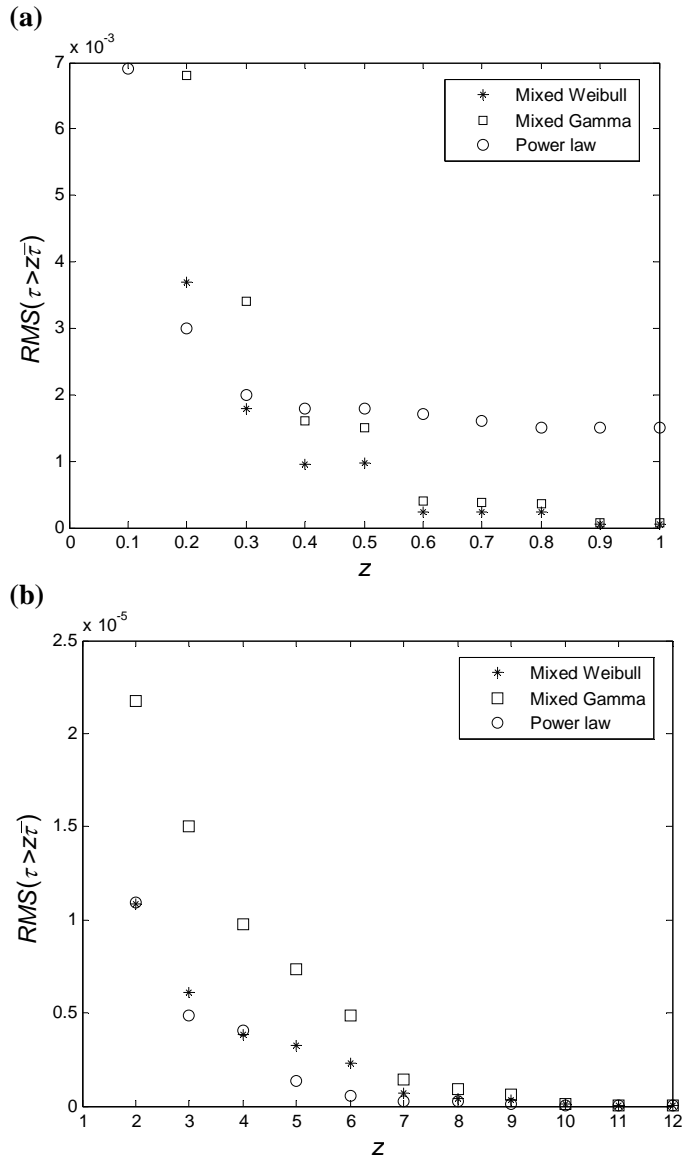 (a)
x 10^-3
7
6
5
4
3
2
1
0
0 0.1 0.2 0.3 0.4 0.5 0.6 0.7 0.8 0.9 1
RMS(τ>zτ̄)
z
Mixed Weibull
Mixed Gamma
Power law
(b)
x 10^-5
2.5
2
1.5
1
0.5
0
1 2 3 4 5 6 7 8 9 10 11 12
RMS(τ>zτ̄)
z
Mixed Weibull
Mixed Gamma
Power law